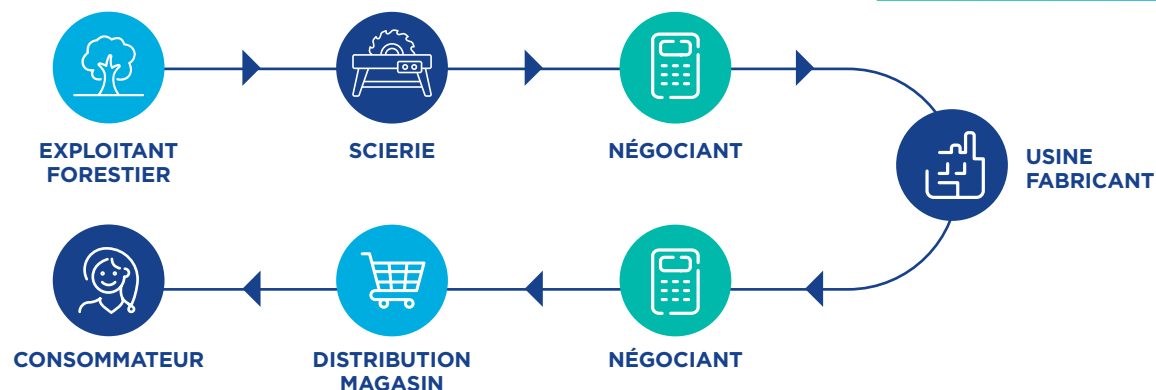 EXPLOITANT
FORESTIER
SCIERIE
NÉGOCIANT
USINE
FABRICANT
CONSOMMATEUR
DISTRIBUTION
MAGASIN
NÉGOCIANT